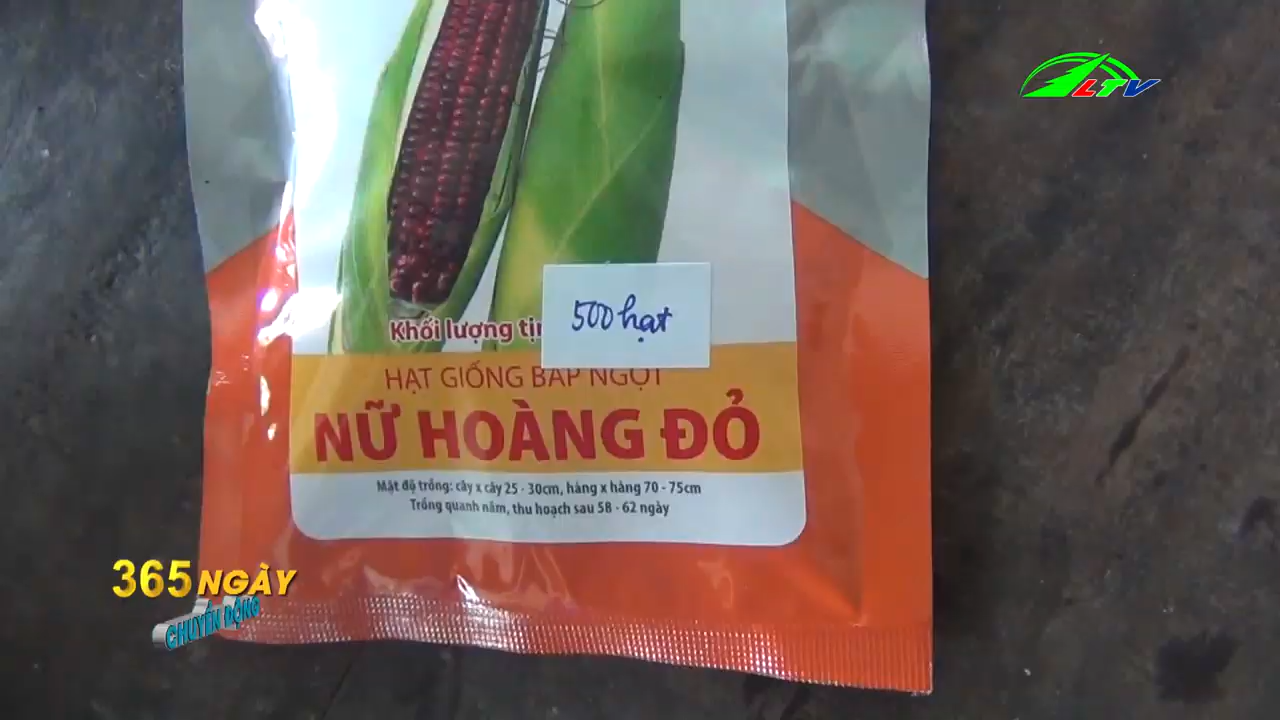 LTV
Khối lượng tịn
500 hạt
HẠT GIỐNG BẮP NGỌT
NỮ HOÀNG ĐỎ
Mật độ trồng: cây x cây 25 - 30cm, hàng x hàng 70 - 75cm
Trồng quanh năm, thu hoạch sau 58 - 62 ngày
365 NGÀY
CHUYỂN ĐỘNG